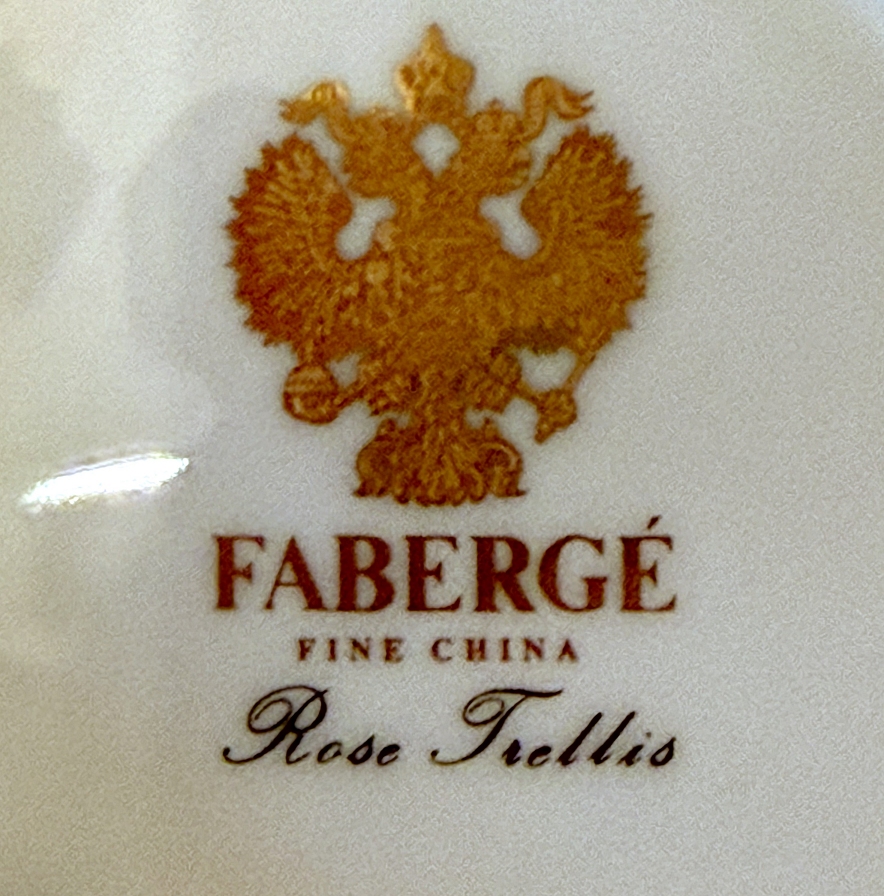 FABERGÉ
FINE CHINA
Rose Trellis